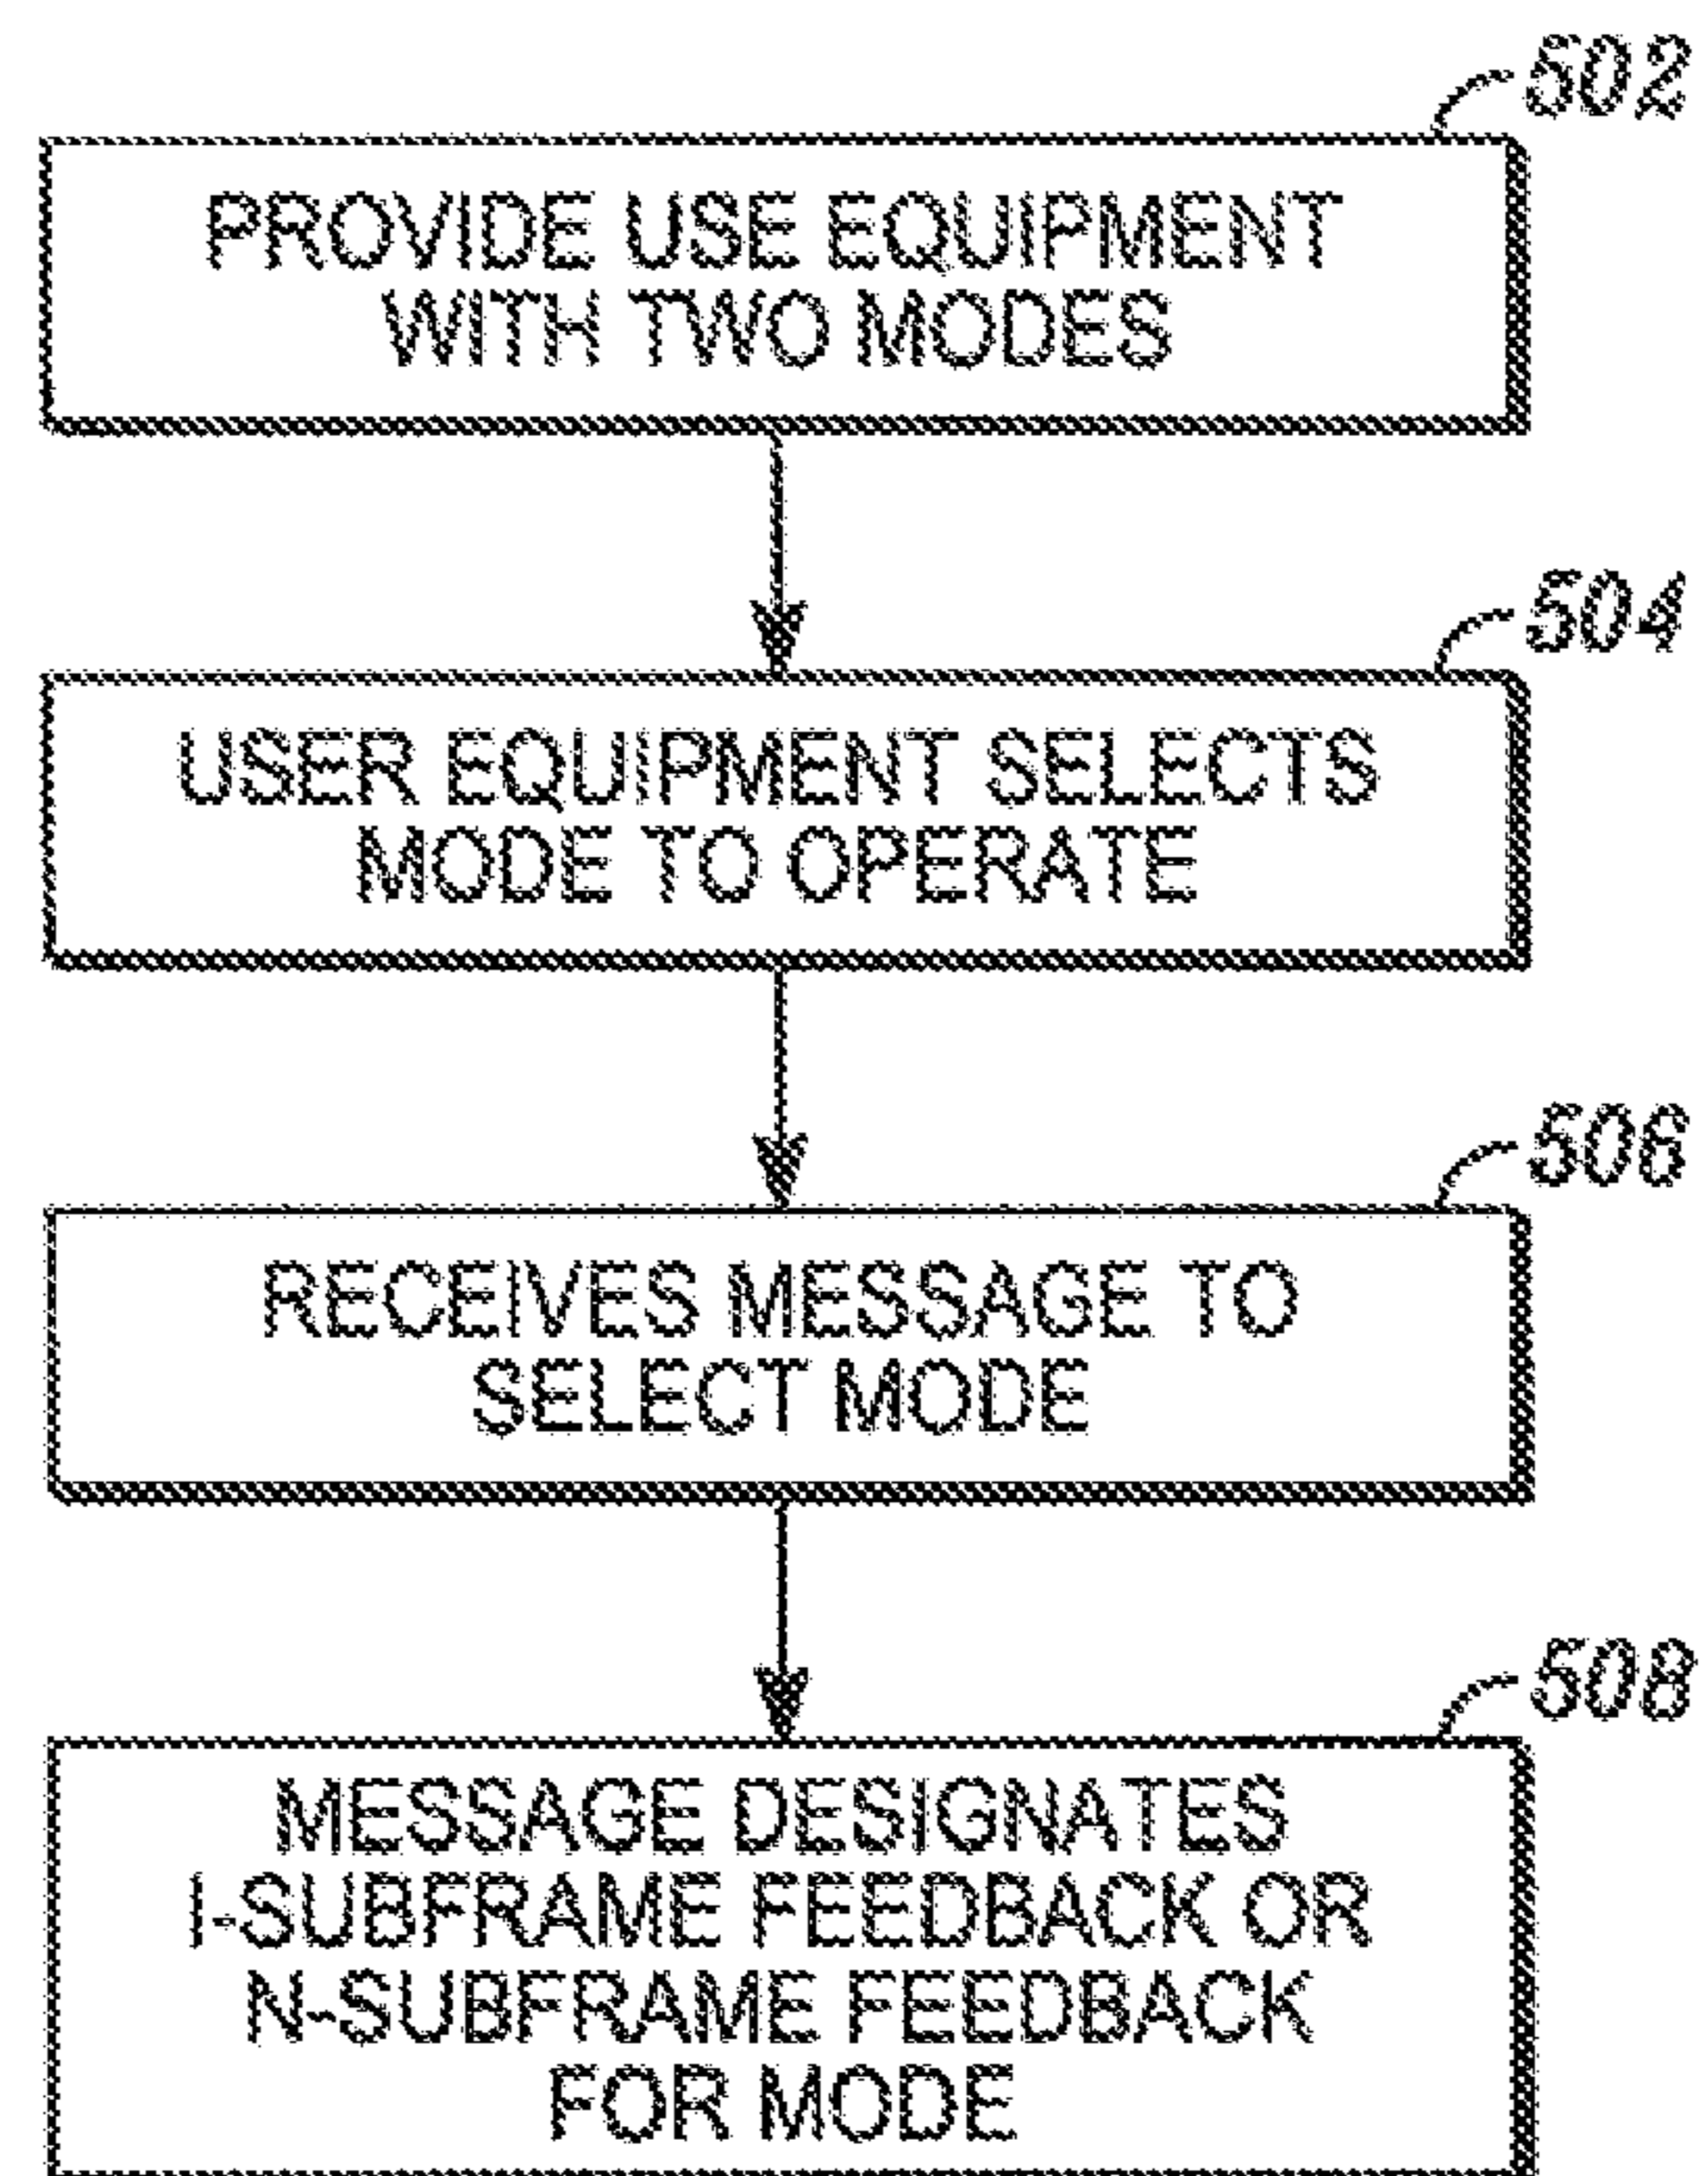 502
PROVIDE USE EQUIPMENT
WITH TWO MODES
504
USER EQUIPMENT SELECTS
MODE TO OPERATE
506
RECEIVES MESSAGE TO
SELECT MODE
508
MESSAGE DESIGNATES
I-SUBFRAME FEEDBACK OR
N-SUBFRAME FEEDBACK
FOR MODE